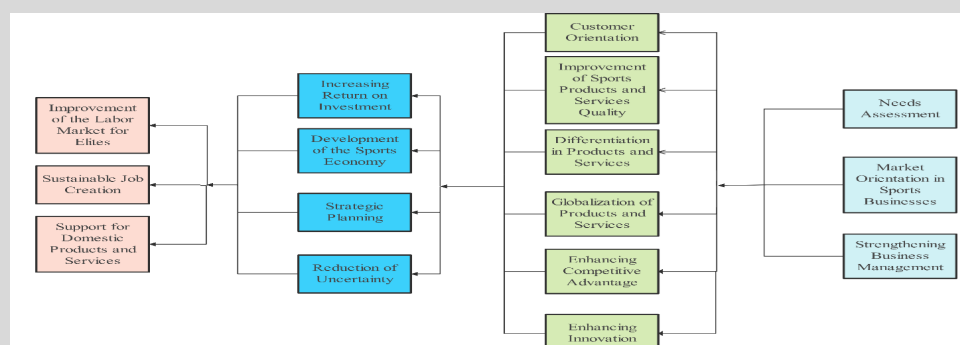 Improvement
of the Labor
Market for
Elites
Sustainable Job
Creation
Support for
Domestic
Products and
Services
Increasing
Return on
Investment
Development
of the Sports
Economy
Strategic
Planning
Reduction of
Uncertainty
Customer
Orientation
Improvement
of Sports
Products and
Services
Quality
Differentiation
in Products and
Services
Globalization of
Products and
Services
Enhancing
Competitive
Advantage
Enhancing
Innovation
Needs
Assessment
Market
Orientation in
Sports
Businesses
Strengthening
Business
Management